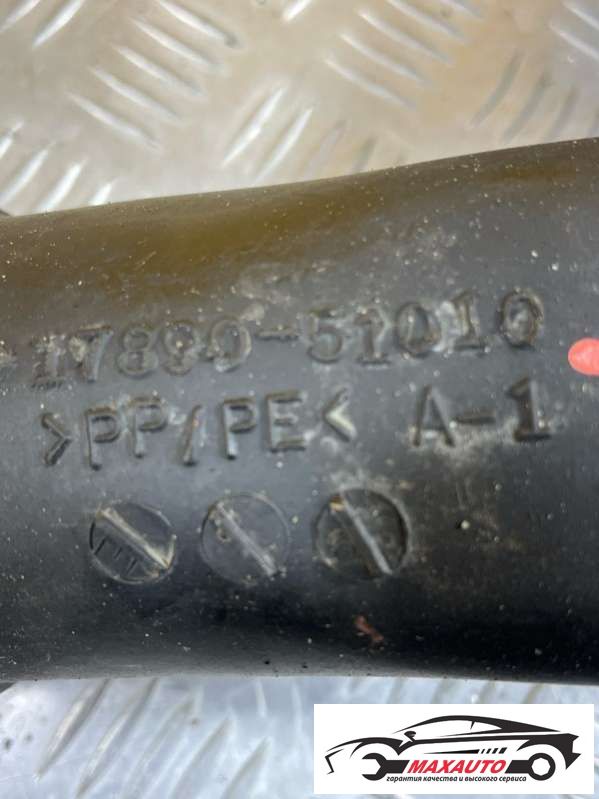 17890-51010
>PP/PE< A-1
MAXAUTO
гарантия качества и высокого сервиса